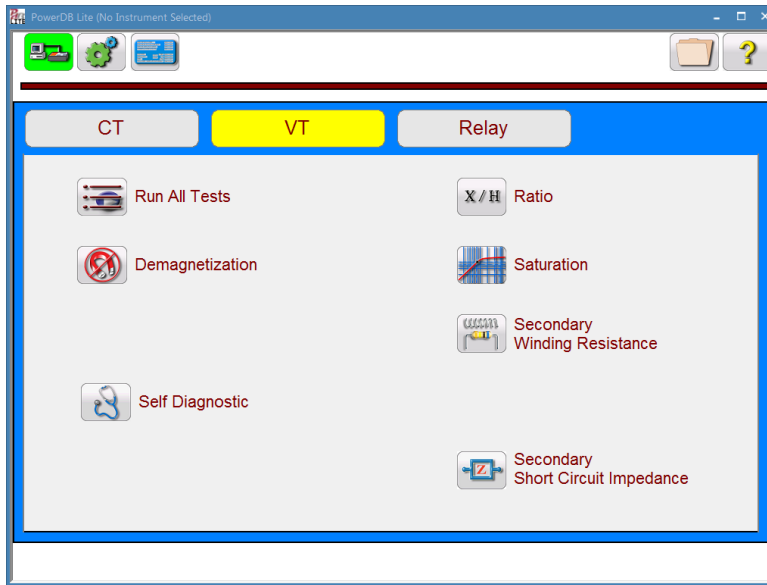 PowerDB Lite (No Instrument Selected)
?
CT
VT
Relay
Run All Tests
X/H
Ratio
Demagnetization
Saturation
Secondary
Winding Resistance
Self Diagnostic
Z
Secondary
Short Circuit Impedance